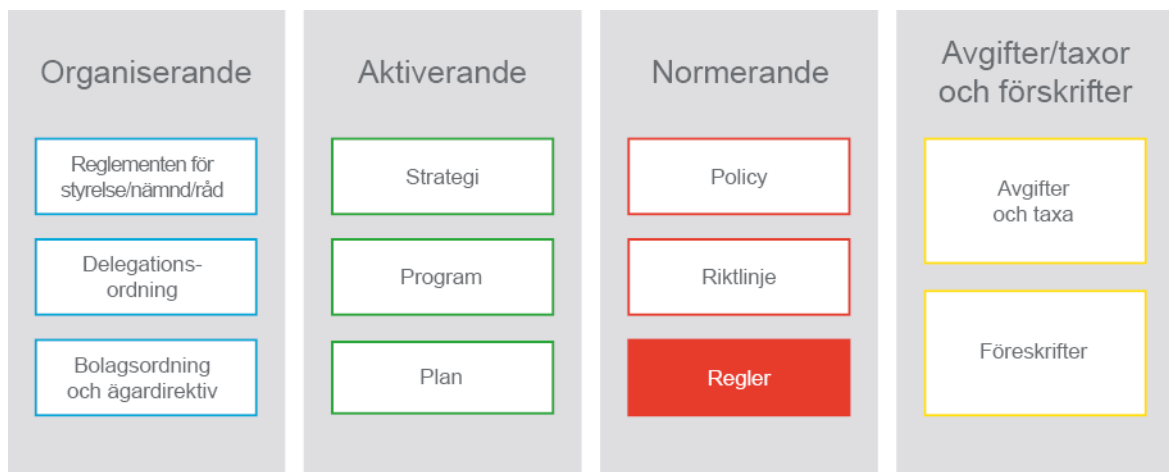 Organiserande
Reglementen för
styrelse/nämnd/råd
Delegations-
ordning
Bolagsordning
och ägardirektiv
Aktiverande
Strategi
Program
Plan
Normerande
Policy
Riktlinje
Regler
Avgifter/taxor
och förskrifter
Avgifter
och taxa
Föreskrifter